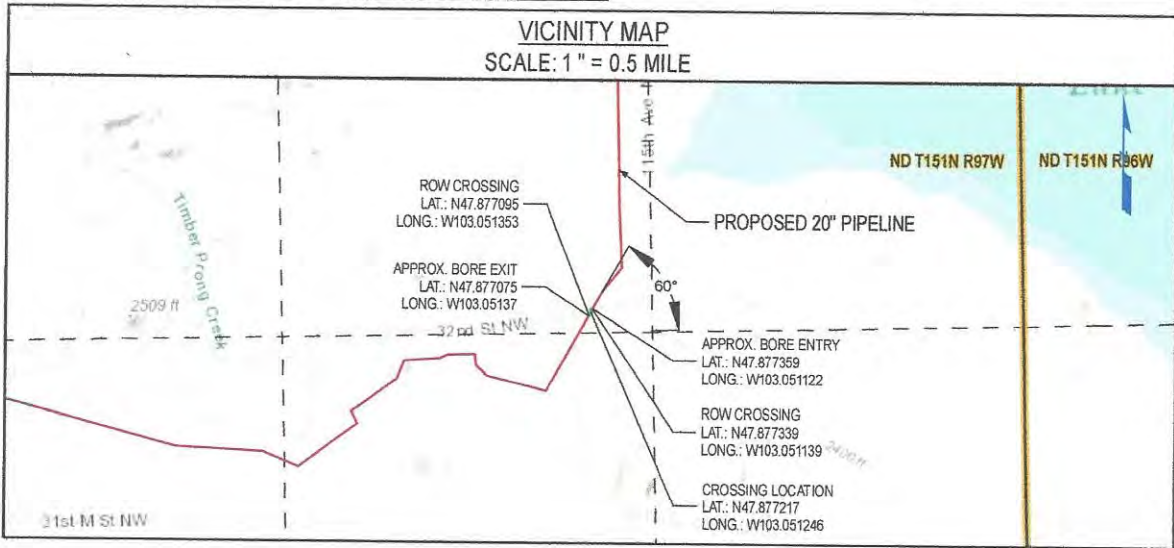 VICINITY MAP
SCALE: 1 " = 0.5 MILE
115th Ave
ND T151N R97W
ND T151N R96W
ROW CROSSING
LAT.: N47.877095
LONG.: W103.051353
PROPOSED 20" PIPELINE
Timber Prong Creek
APPROX. BORE EXIT
LAT.: N47.877075
LONG.: W103.05137
60°
2509 ft
32nd St NW
APPROX. BORE ENTRY
LAT.: N47.877359
LONG.: W103.051122
ROW CROSSING
LAT.: N47.877339
LONG.: W103.051139
2400 ft
CROSSING LOCATION
LAT.: N47.877217
LONG.: W103.051246
31st M St NW